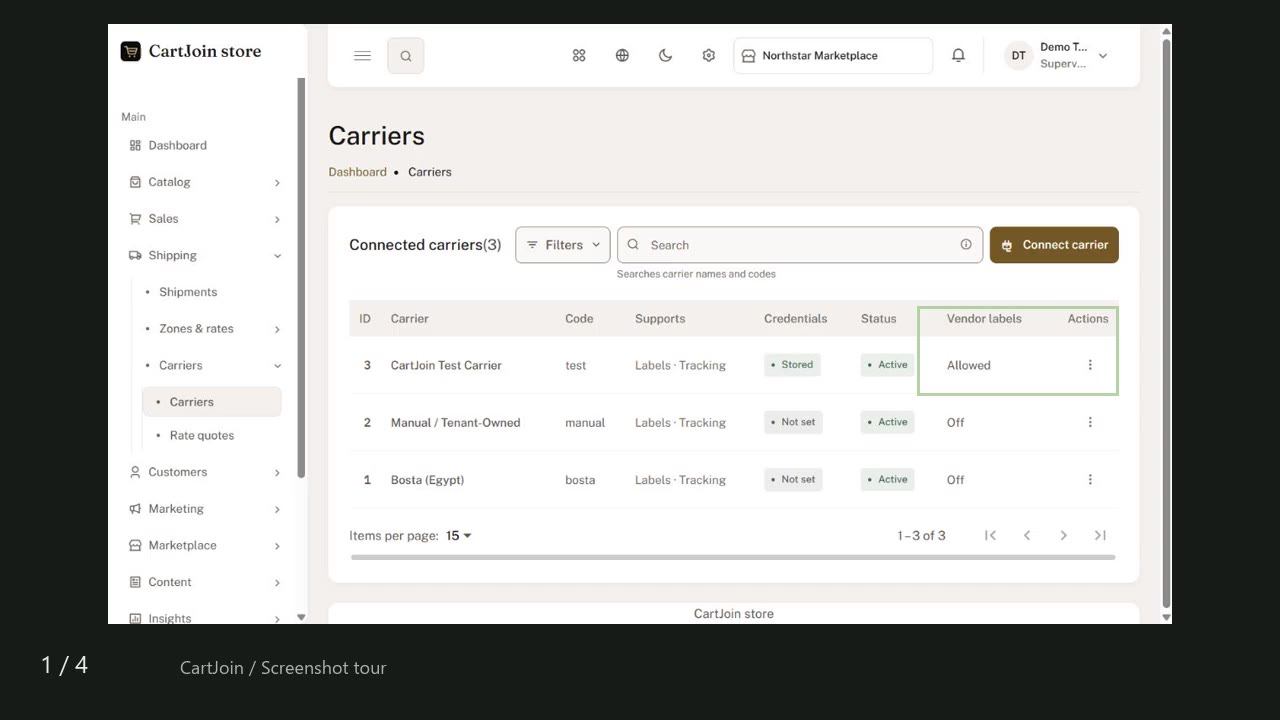 CartJoin store
Main
Dashboard
Catalog
Sales
Shipping
Shipments
Zones & rates
Carriers
Carriers
Rate quotes
Customers
Marketing
Marketplace
Content
Insights
Northstar Marketplace
DT
Demo T...
Superv...
Carriers
Dashboard • Carriers
Connected carriers(3)
Filters
Search
Connect carrier
Searches carrier names and codes
ID Carrier Code Supports Credentials Status Vendor labels Actions
3 CartJoin Test Carrier test Labels · Tracking • Stored • Active Allowed
2 Manual / Tenant-Owned manual Labels · Tracking • Not set • Active Off
1 Bosta (Egypt) bosta Labels · Tracking • Not set • Active Off
Items per page: 15
1–3 of 3
CartJoin store
1 / 4
CartJoin / Screenshot tour